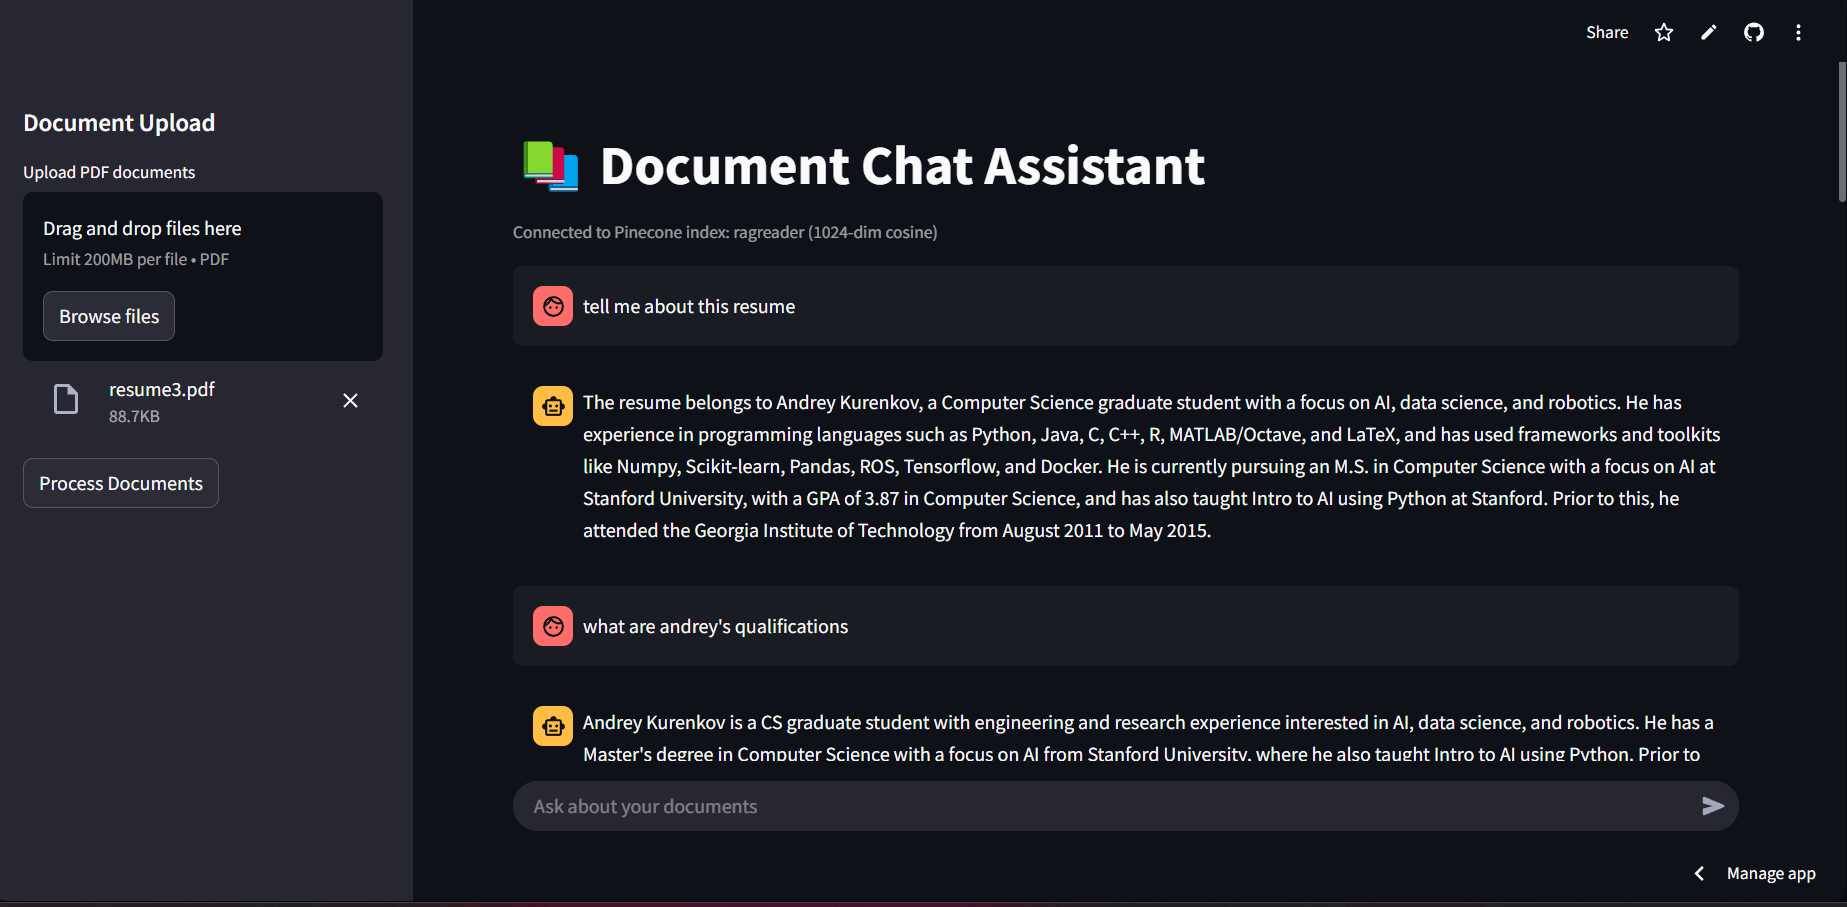 Share
Document Upload
Upload PDF documents
Drag and drop files here
Limit 200MB per file • PDF
Browse files
resume3.pdf
88.7KB
Process Documents
Document Chat Assistant
Connected to Pinecone index: ragreader (1024-dim cosine)
tell me about this resume
The resume belongs to Andrey Kurenkov, a Computer Science graduate student with a focus on AI, data science, and robotics. He has
experience in programming languages such as Python, Java, C, C++, R, MATLAB/Octave, and LaTeX, and has used frameworks and toolkits
like Numpy, Scikit-learn, Pandas, ROS, Tensorflow, and Docker. He is currently pursuing an M.S. in Computer Science with a focus on AI at
Stanford University, with a GPA of 3.87 in Computer Science, and has also taught Intro to AI using Python at Stanford. Prior to this, he
attended the Georgia Institute of Technology from August 2011 to May 2015.
what are andrey's qualifications
Andrey Kurenkov is a CS graduate student with engineering and research experience interested in AI, data science, and robotics. He has a
Master's degree in Computer Science with a focus on AI from Stanford University, where he also taught Intro to AI using Python. Prior to
Ask about your documents
Manage app